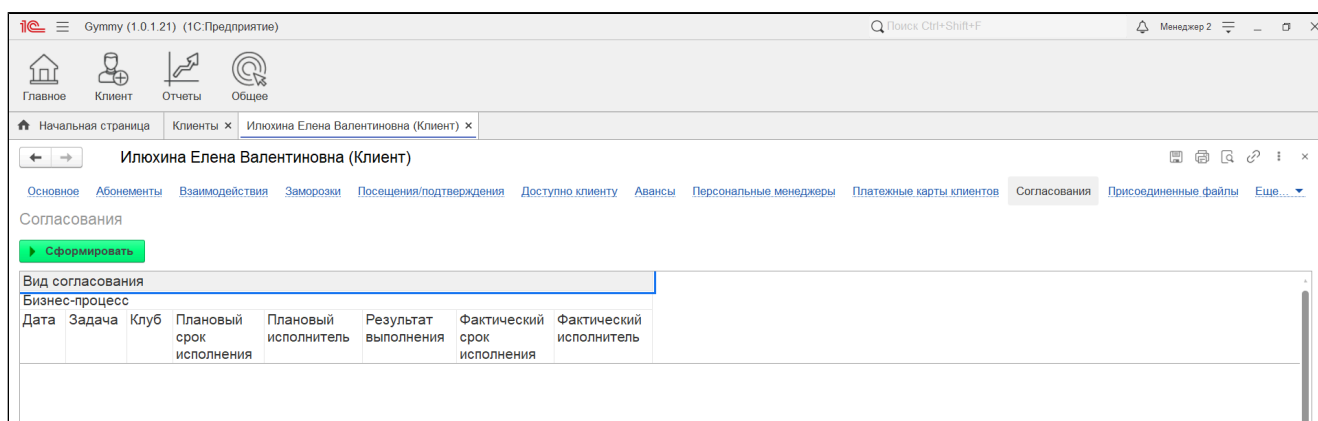 Gymmy (1.0.1.21) (1С:Предприятие) Поиск Ctrl+Shift+F Менеджер 2
Главное Клиент Отчеты Общее
Начальная страница Клиенты × Илюхина Елена Валентиновна (Клиент) ×
Илюхина Елена Валентиновна (Клиент)
Основное Абонементы Взаимодействия Заморозки Посещения/подтверждения Доступно клиенту Авансы Персональные менеджеры Платежные карты клиентов Согласования Присоединенные файлы Еще...
Согласования
Сформировать
Вид согласования
Бизнес-процесс
Дата Задача Клуб Плановый Плановый Результат Фактический Фактический
срок исполнитель выполнения срок исполнитель
исполнения исполнения